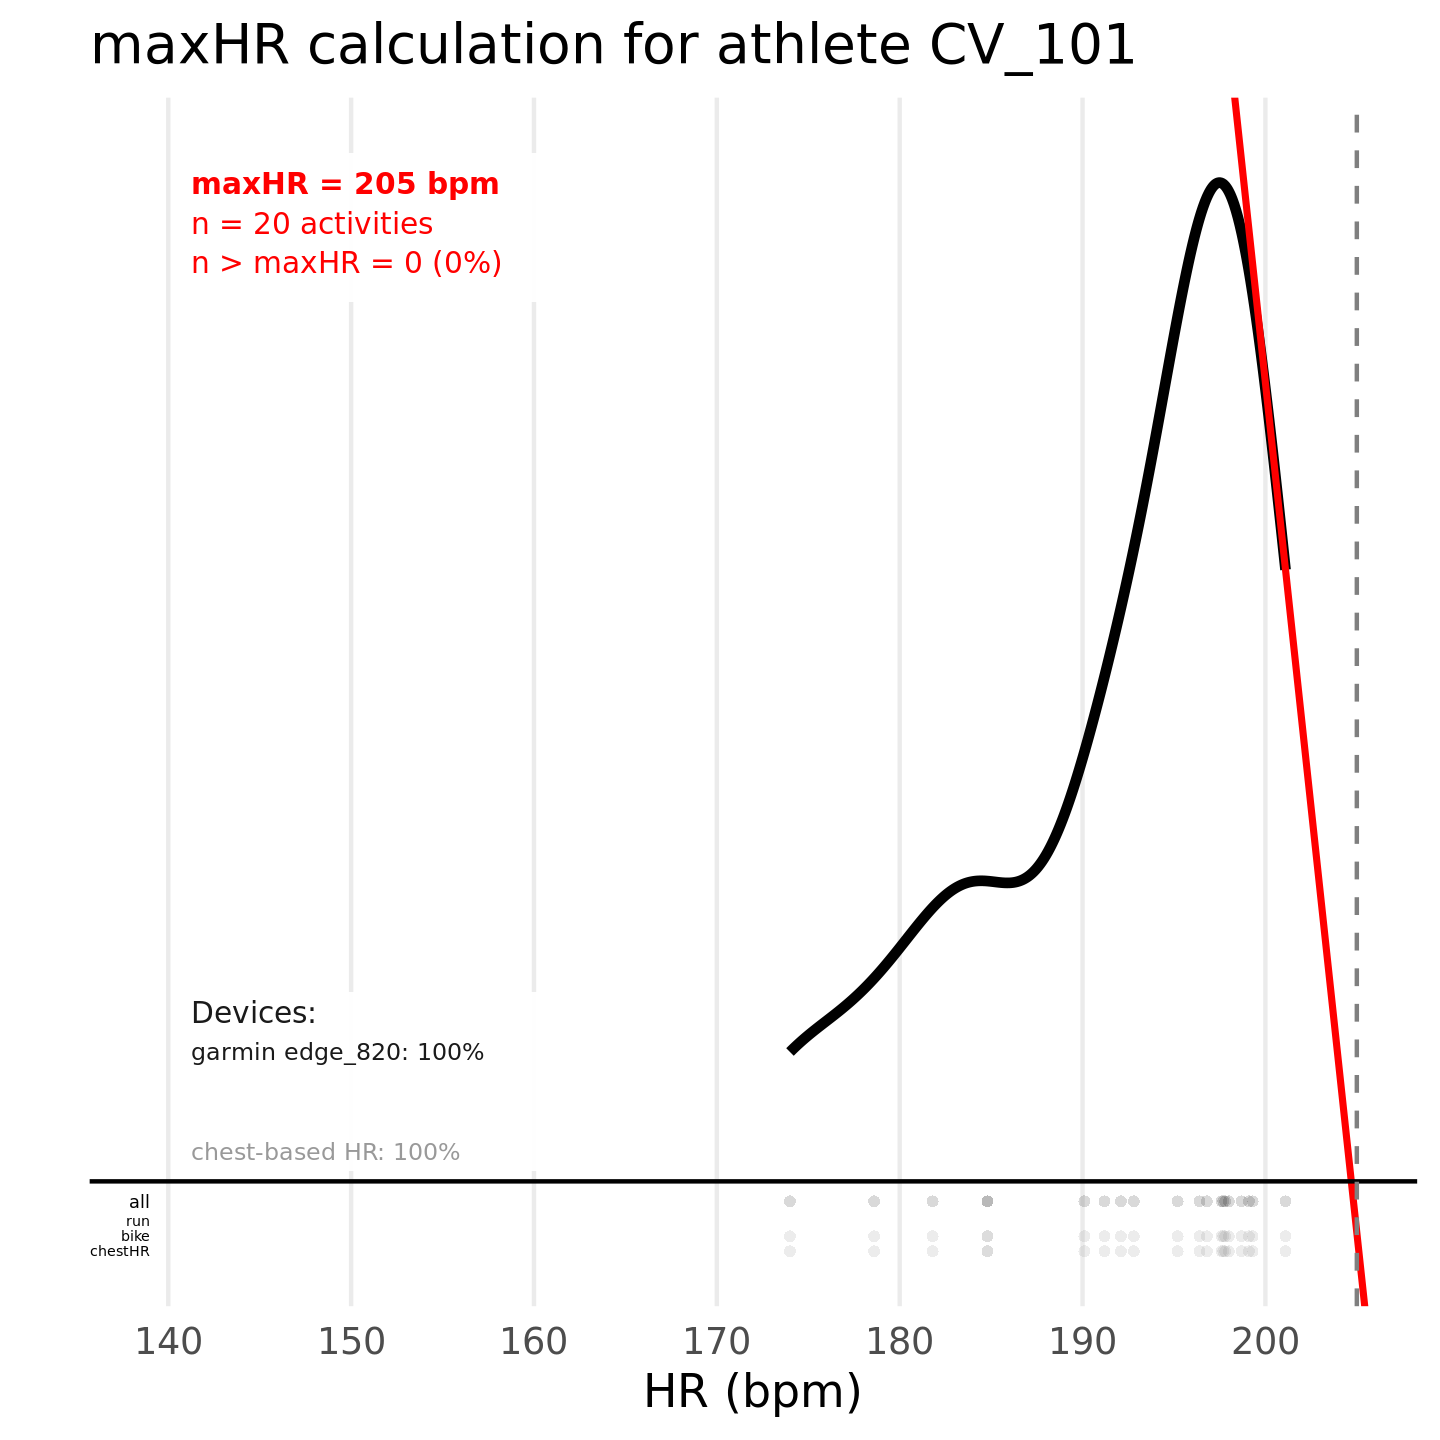 maxHR calculation for athlete CV_101
maxHR = 205 bpm
n = 20 activities
n > maxHR = 0 (0%)
Devices:
garmin edge_820: 100%
chest-based HR: 100%
all
run
bike
chestHR
140 150 160 170 180 190 200
HR (bpm)